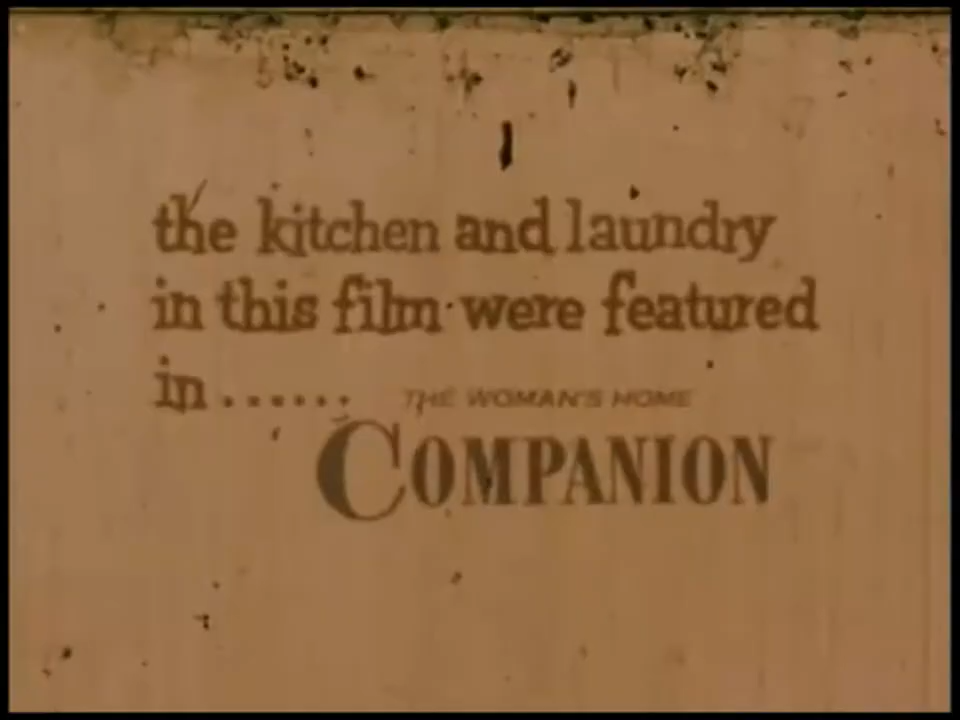 the kitchen and laundry
in this film were featured
in ...... THE WOMAN'S HOME
COMPANION